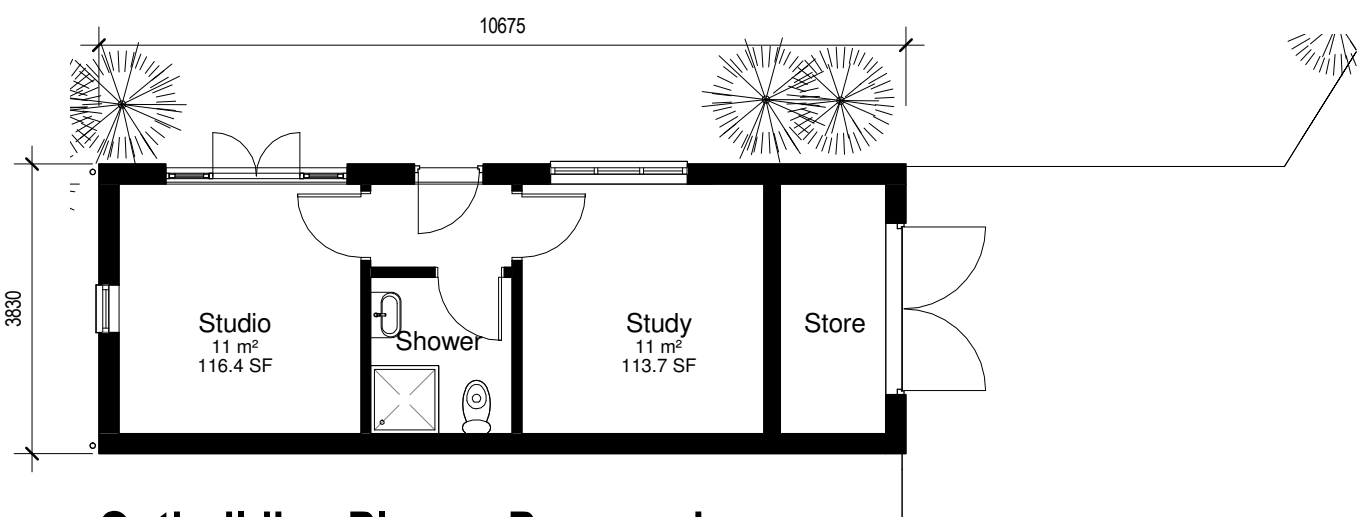 10675
3830
Studio
11 m²
116.4 SF
Shower
Study
11 m²
113.7 SF
Store